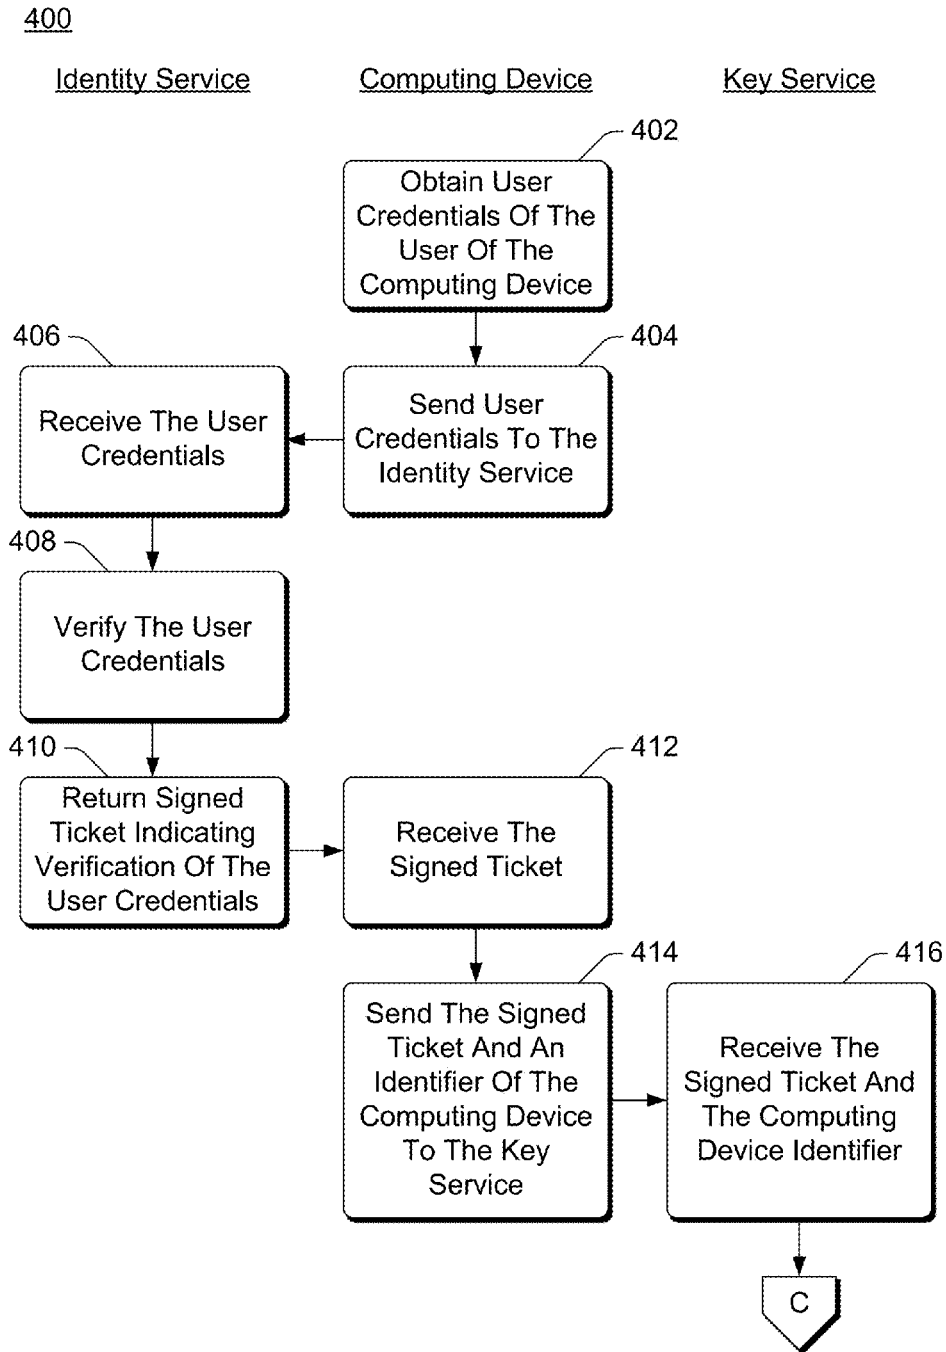 400
Identity Service
Computing Device
Key Service
402
Obtain User
Credentials Of The
User Of The
Computing Device
404
Send User
Credentials To The
Identity Service
406
Receive The User
Credentials
408
Verify The User
Credentials
410
Return Signed
Ticket Indicating
Verification Of The
User Credentials
412
Receive The
Signed Ticket
414
Send The Signed
Ticket And An
Identifier Of The
Computing Device
To The Key
Service
416
Receive The
Signed Ticket And
The Computing
Device Identifier
C